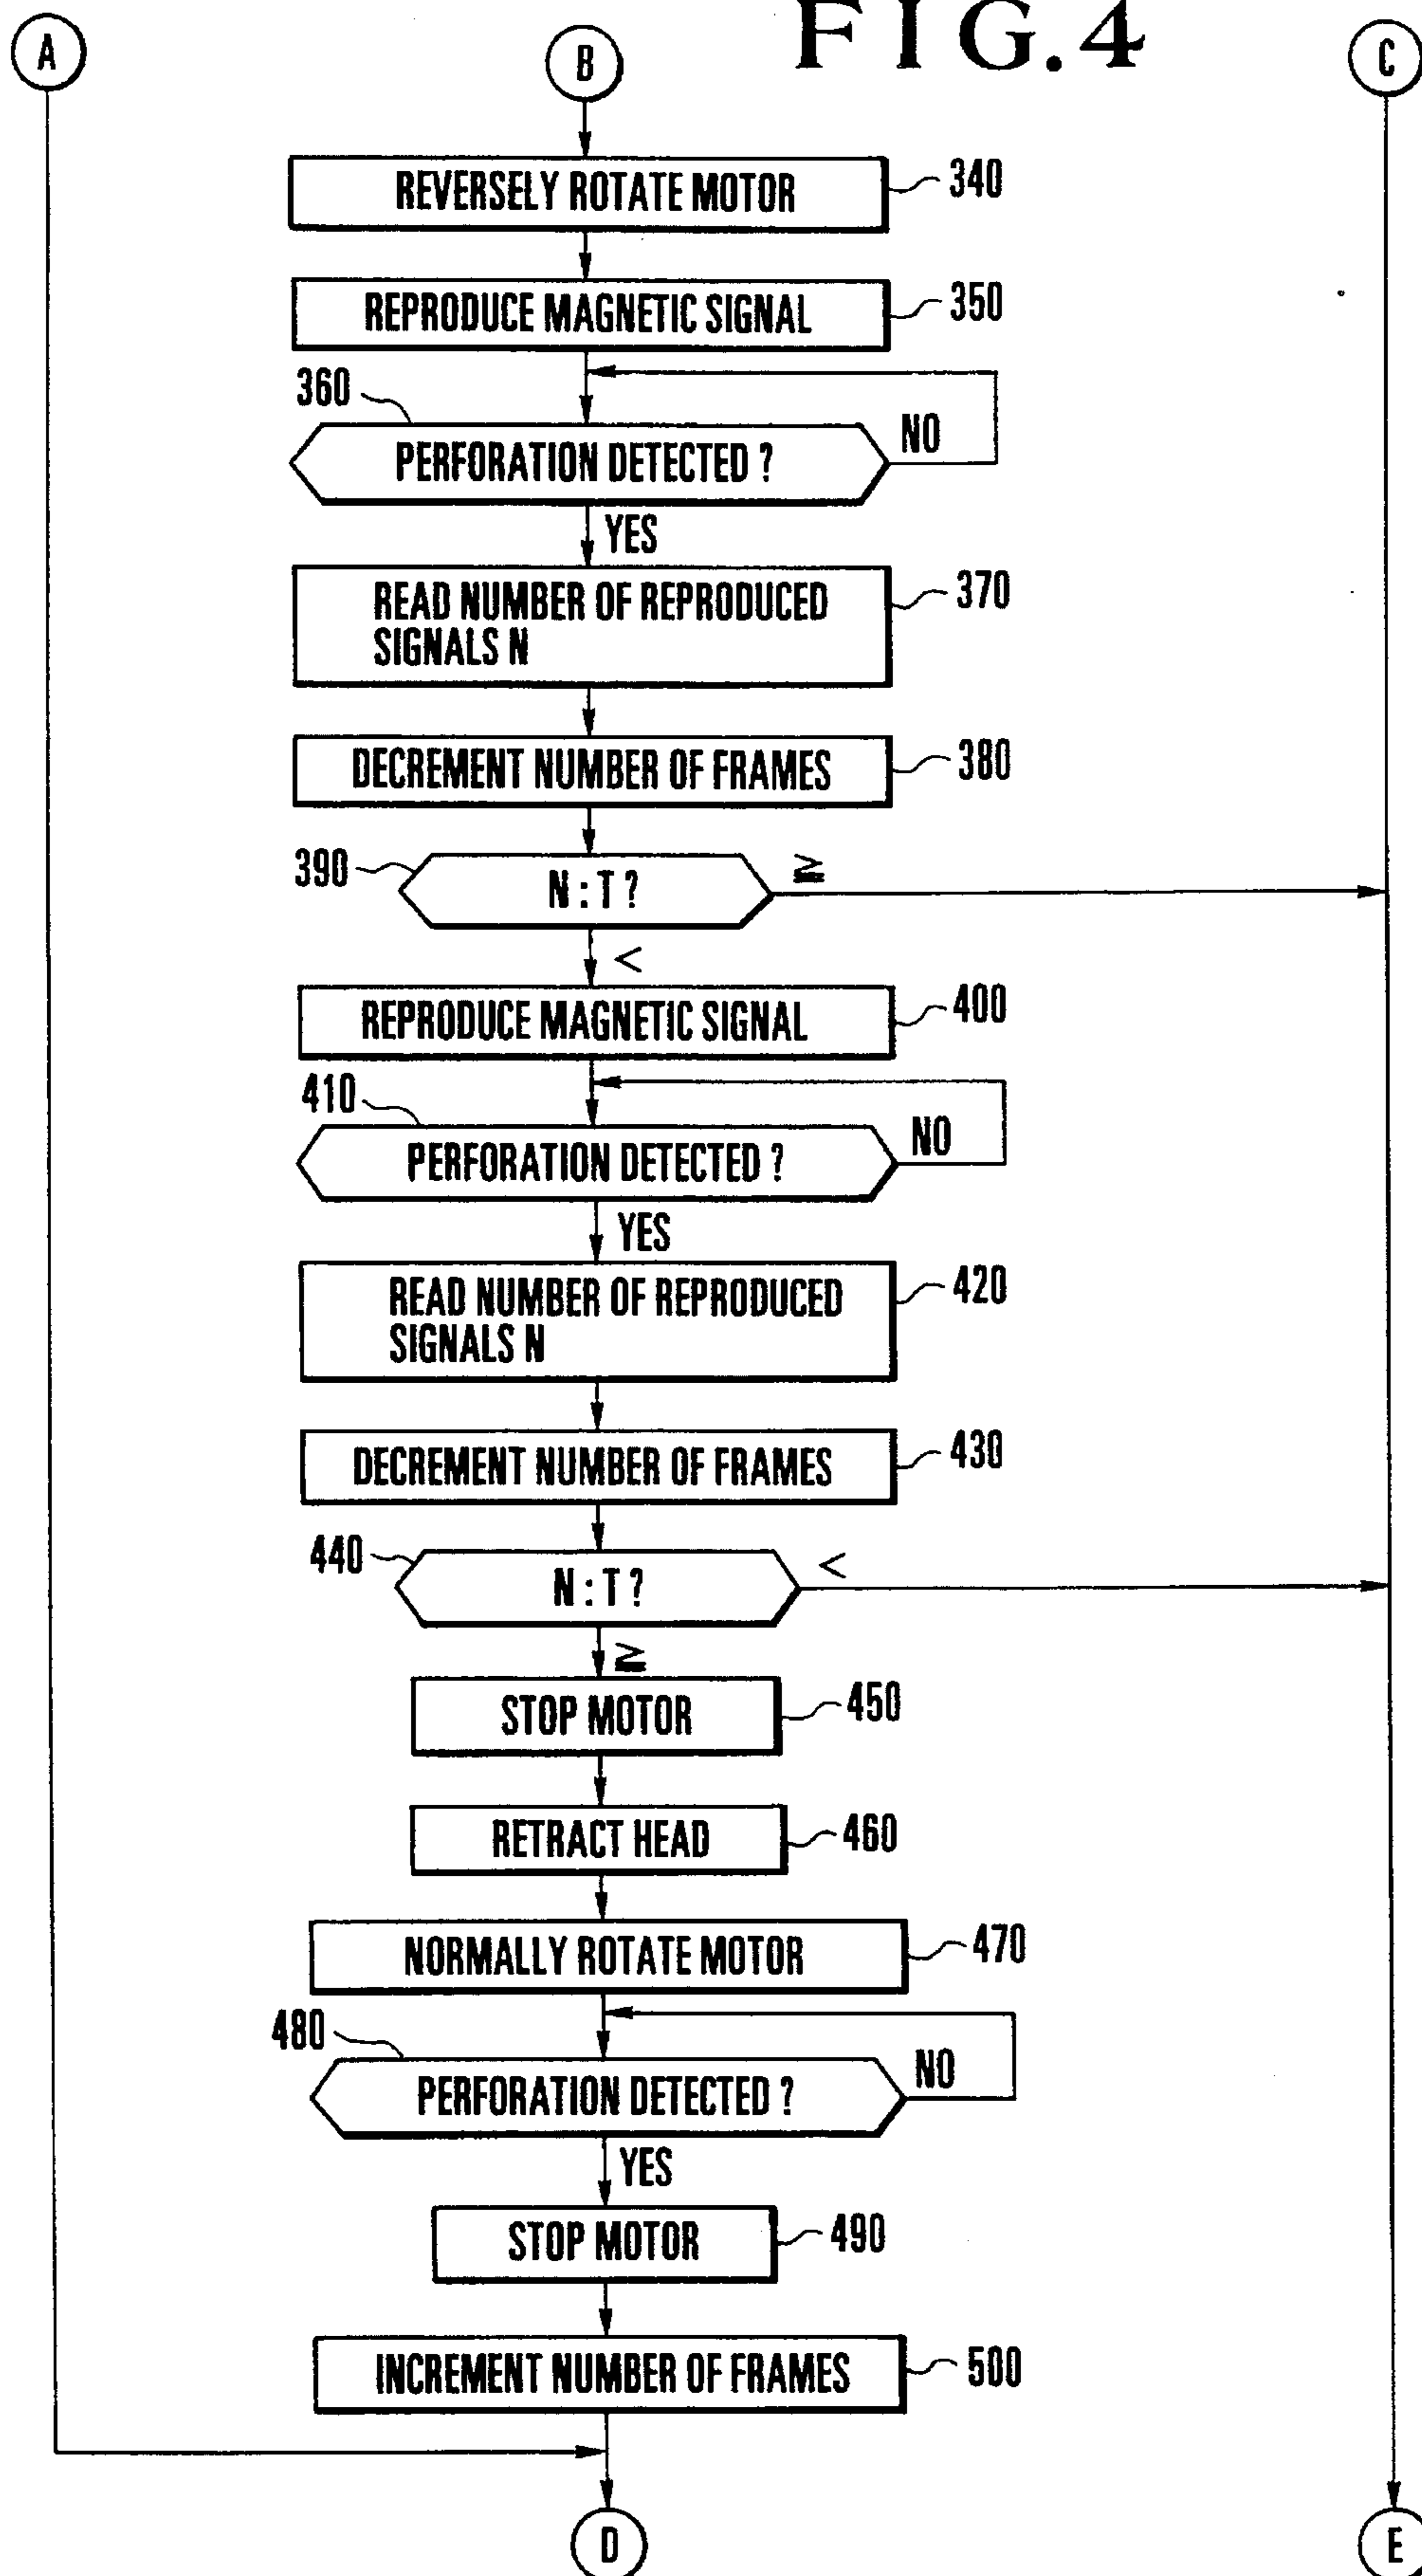 FIG.4
A
B
C
REVERSELY ROTATE MOTOR
340
REPRODUCE MAGNETIC SIGNAL
350
360
PERFORATION DETECTED ?
NO
YES
READ NUMBER OF REPRODUCED
SIGNALS N
370
DECREMENT NUMBER OF FRAMES
380
390
N : T ?
≧
<
REPRODUCE MAGNETIC SIGNAL
400
410
PERFORATION DETECTED ?
NO
YES
READ NUMBER OF REPRODUCED
SIGNALS N
420
DECREMENT NUMBER OF FRAMES
430
440
N : T ?
<
≧
STOP MOTOR
450
RETRACT HEAD
460
NORMALLY ROTATE MOTOR
470
480
PERFORATION DETECTED ?
NO
YES
STOP MOTOR
490
INCREMENT NUMBER OF FRAMES
500
D
E